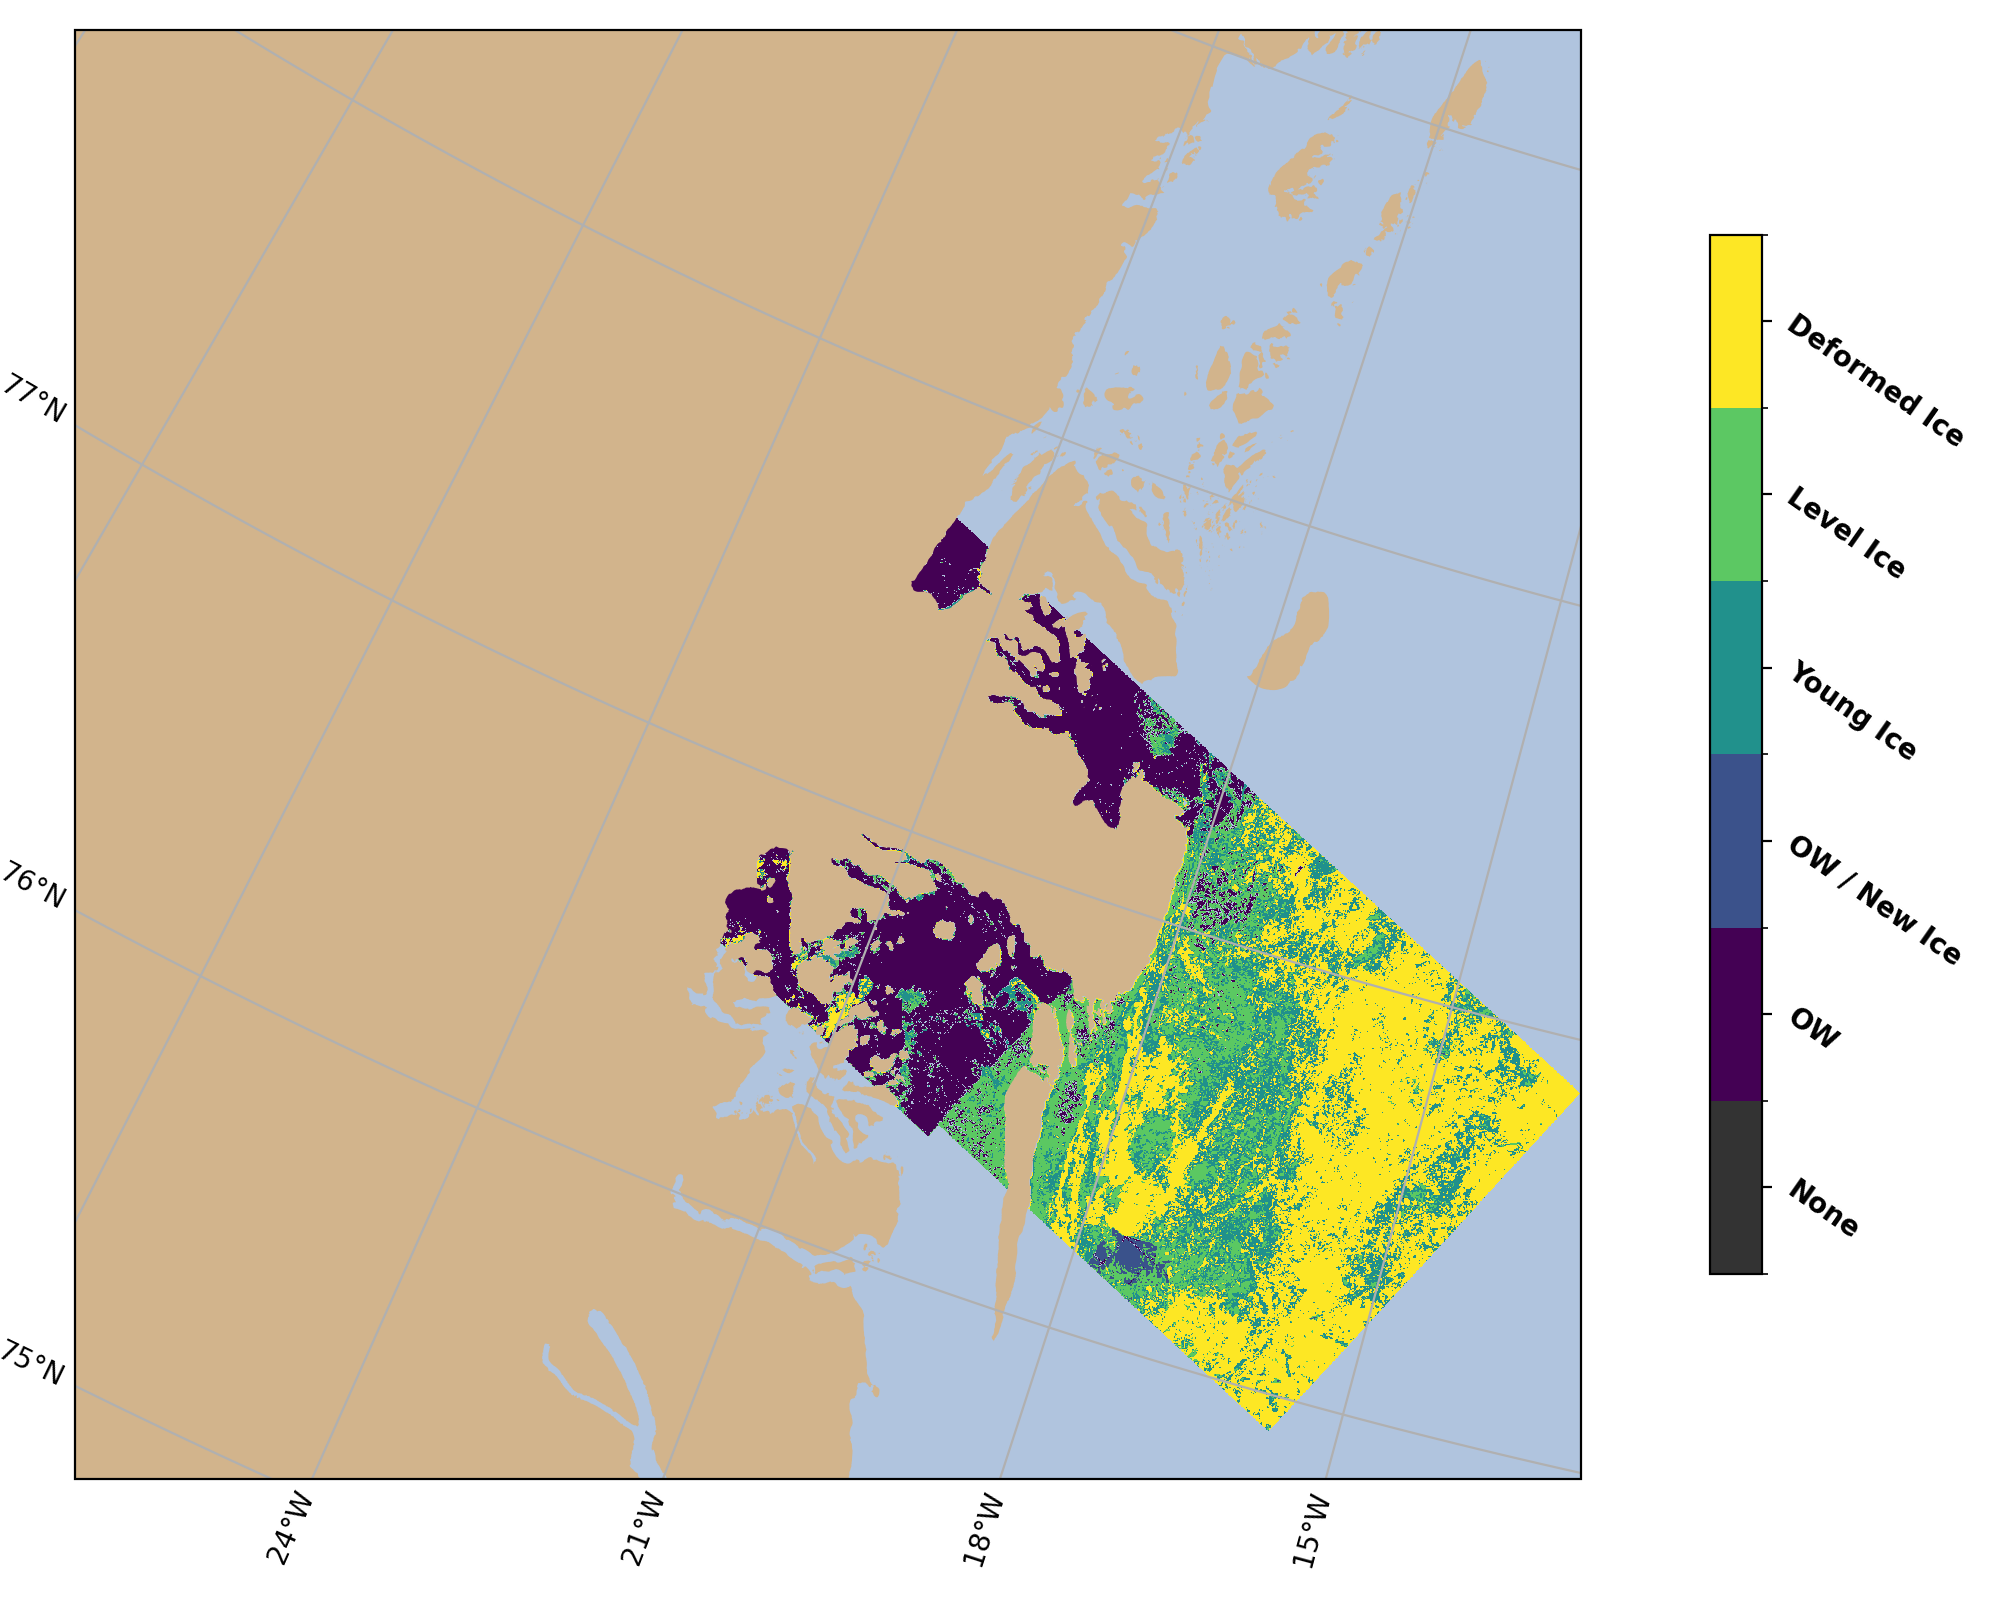 77°N
76°N
75°N
24°W
21°W
18°W
15°W
Deformed Ice
Level Ice
Young Ice
OW / New Ice
OW
None